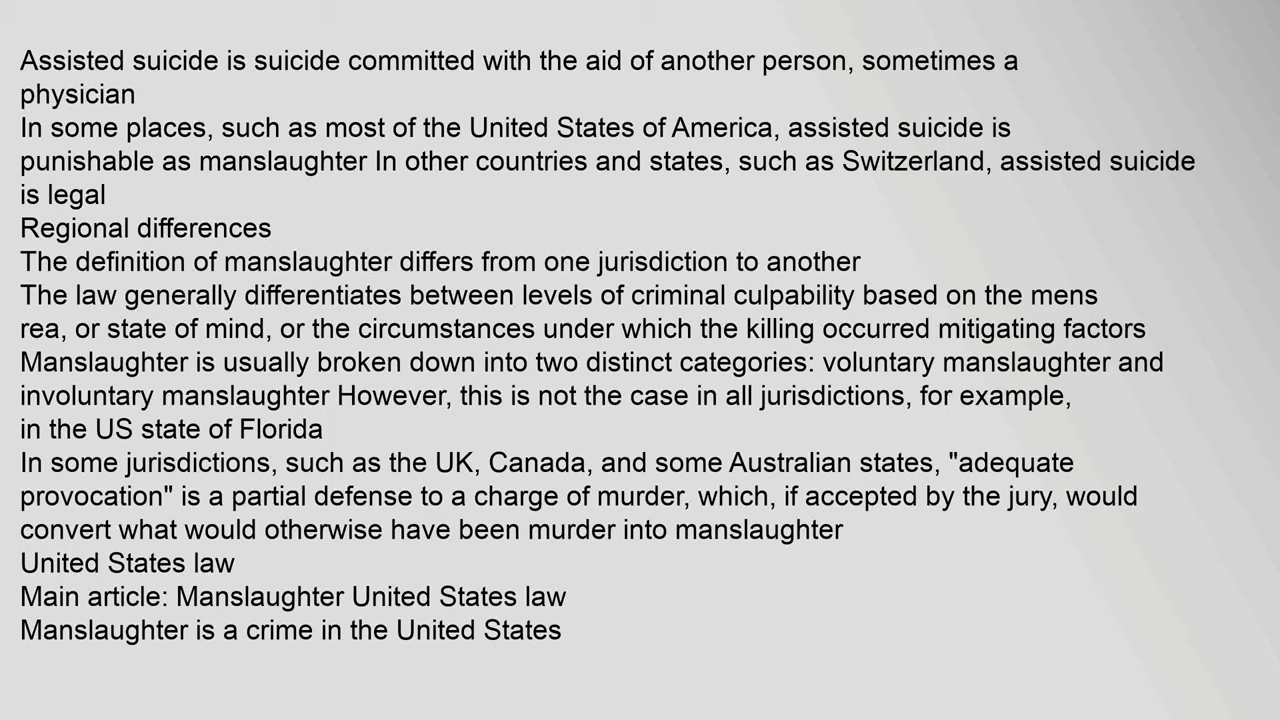 Assisted suicide is suicide committed with the aid of another person, sometimes a
physician
In some places, such as most of the United States of America, assisted suicide is
punishable as manslaughter In other countries and states, such as Switzerland, assisted suicide
is legal
Regional differences
The definition of manslaughter differs from one jurisdiction to another
The law generally differentiates between levels of criminal culpability based on the mens
rea, or state of mind, or the circumstances under which the killing occurred mitigating factors
Manslaughter is usually broken down into two distinct categories: voluntary manslaughter and
involuntary manslaughter However, this is not the case in all jurisdictions, for example,
in the US state of Florida
In some jurisdictions, such as the UK, Canada, and some Australian states, "adequate
provocation" is a partial defense to a charge of murder, which, if accepted by the jury, would
convert what would otherwise have been murder into manslaughter
United States law
Main article: Manslaughter United States law
Manslaughter is a crime in the United States